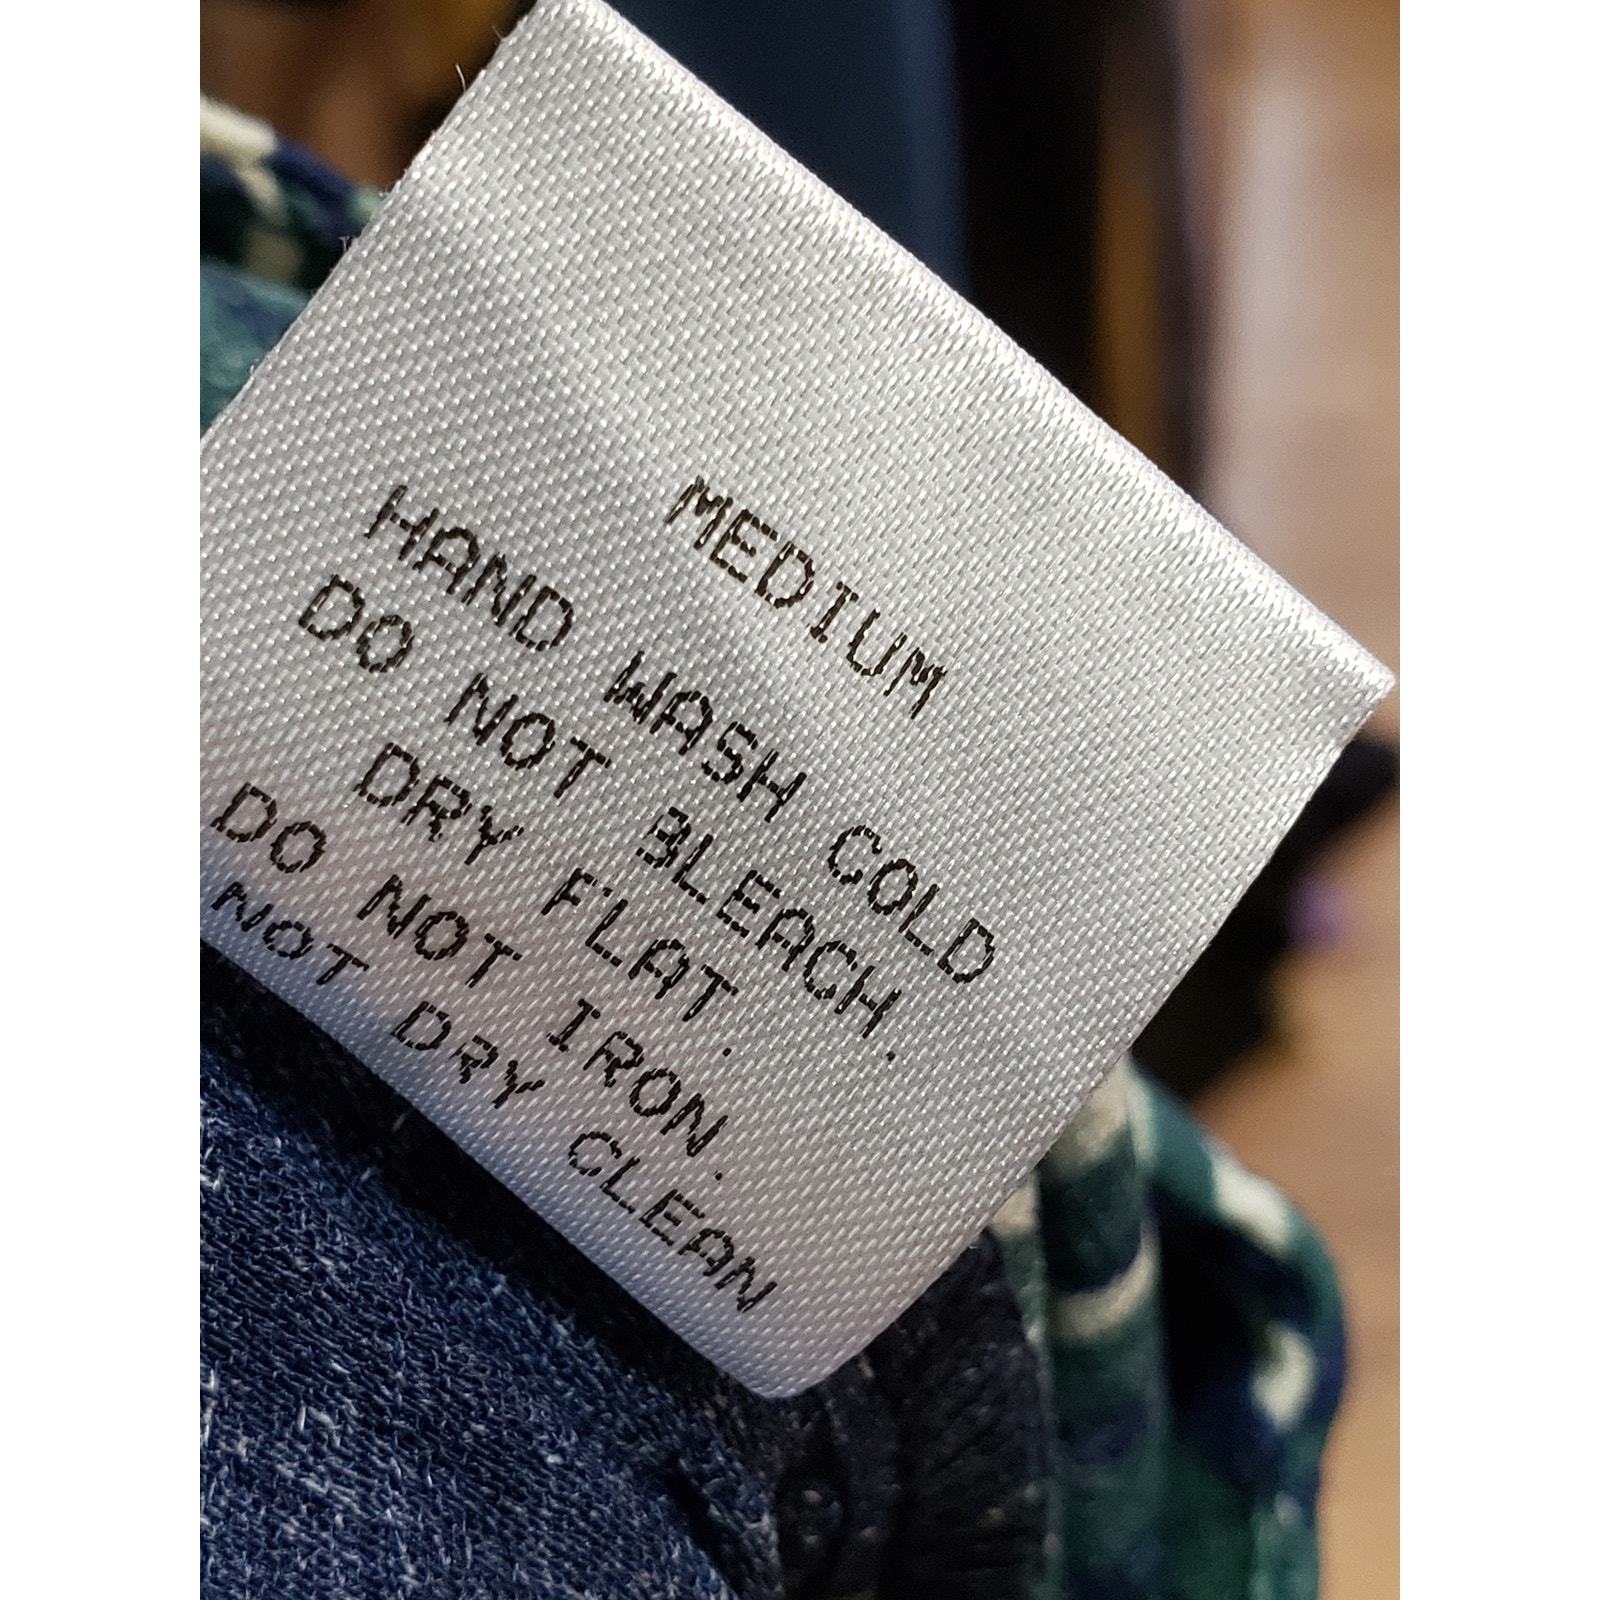 MEDIUM
HAND WASH COLD
DO NOT BLEACH.
DRY FLAT.
DO NOT IRON.
NOT DRY CLEAN